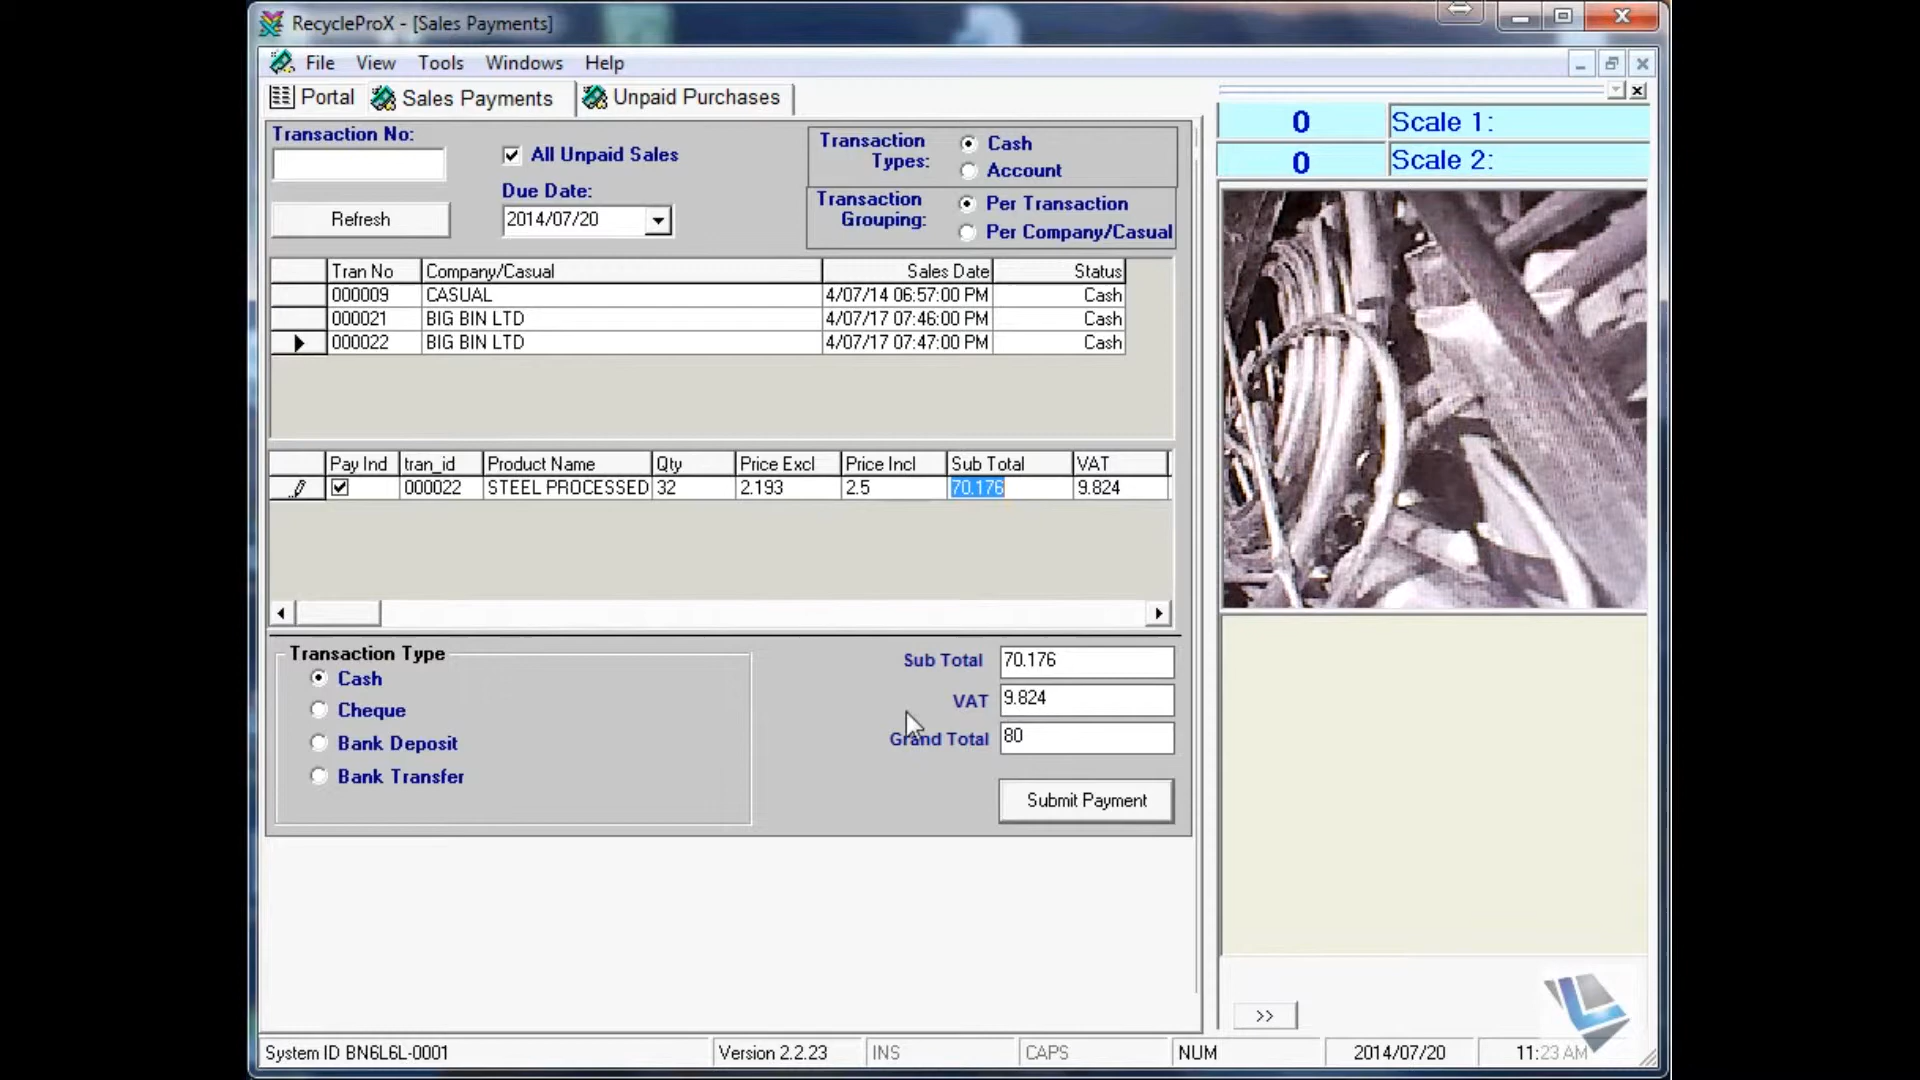 RecycleProX - [Sales Payments]
File View Tools Windows Help
Portal Sales Payments Unpaid Purchases
Transaction No:
All Unpaid Sales
Due Date:
2014/07/20
Refresh
Transaction Types:
Cash
Account
Transaction Grouping:
Per Transaction
Per Company/Casual
0 Scale 1:
0 Scale 2:
Tran No Company/Casual Sales Date Status
000009 CASUAL 4/07/14 06:57:00 PM Cash
000021 BIG BIN LTD 4/07/17 07:46:00 PM Cash
000022 BIG BIN LTD 4/07/17 07:47:00 PM Cash
Pay Ind tran_id Product Name Qty Price Excl Price Incl Sub Total VAT
000022 STEEL PROCESSED 32 2.193 2.5 70.176 9.824
Transaction Type
Cash
Cheque
Bank Deposit
Bank Transfer
Sub Total 70.176
VAT 9.824
Grand Total 80
Submit Payment
>>
System ID BN6L6L-0001 Version 2.2.23 INS CAPS NUM 2014/07/20 11:23 AM